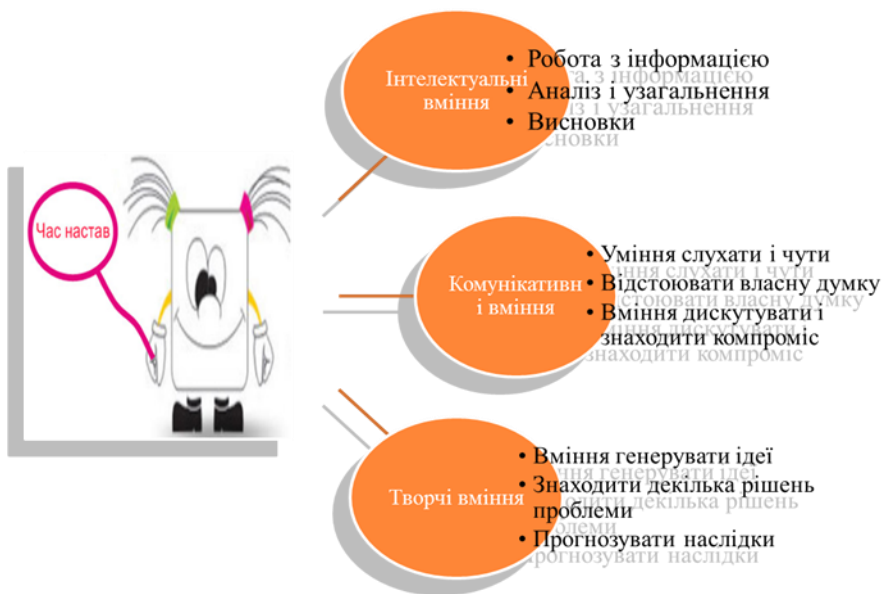 Час настав
Інтелектуальні
вміння
• Робота з інформацією
• Аналіз і узагальнення
• Висновки
Комунікативн
і вміння
• Уміння слухати і чути
• Відстоювати власну думку
• Вміння дискутувати і
знаходити компроміс
Творчі вміння
• Вміння генерувати ідеї
• Знаходити декілька рішень
проблеми
• Прогнозувати наслідки